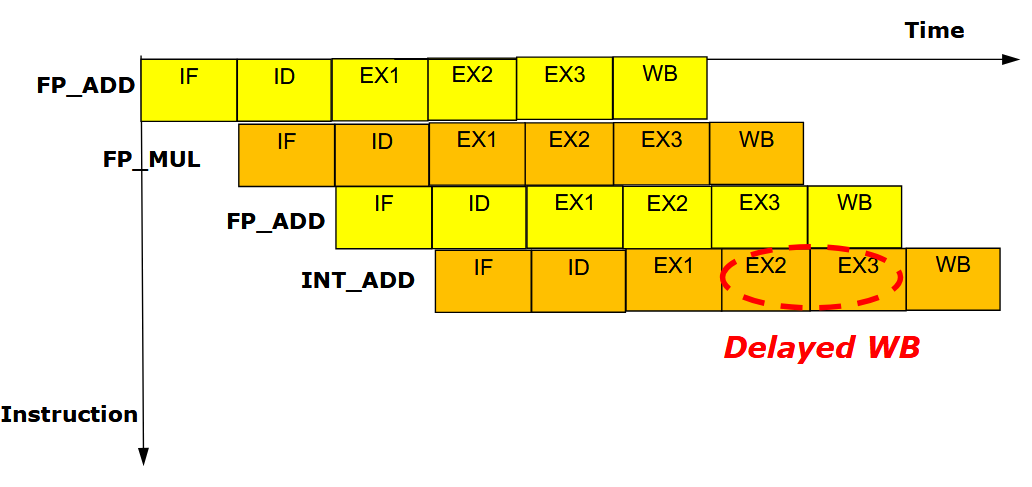 Time
FP_ADD IF ID EX1 EX2 EX3 WB
FP_MUL IF ID EX1 EX2 EX3 WB
FP_ADD IF ID EX1 EX2 EX3 WB
INT_ADD IF ID EX1 EX2 EX3 WB
Delayed WB
Instruction